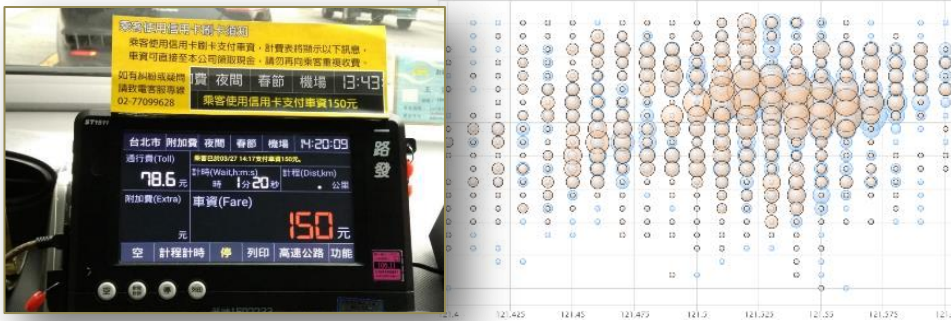 乘客使用信用卡刷卡須知
乘客使用信用卡刷卡支付車資,計費表將顯示以下訊息,
車資可直接至本公司領取現金,請勿再向乘客重複收費。
如有糾紛或疑問
請致電客服專線
02-77099628
費 夜間 春節 機場 13:43
乘客使用信用卡支付車資150元
一路發
台北市 附加費 夜間 春節 機場 14:20:09
通行費(Toll)
78.6 元
乘客已於03/27 14:17支付車資150元。
計時(Wait,h:m:s)
時 1分20秒
計程(Dist,km)
公里
附加費(Extra)
元
車資(Fare)
150 元
空 計程計時 停 列印 高速公路 功能
121.425 121.45 121.475 121.5 121.525 121.55 121.575